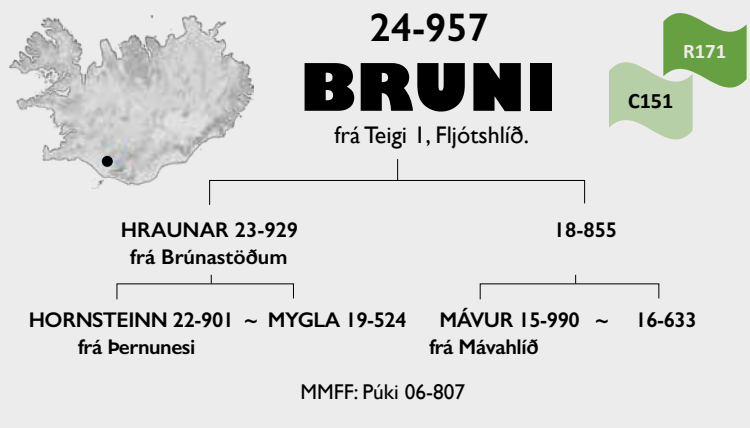 24-957
BRUNI
frá Teigi 1, Fljótshlíð.
R171
C151
HRAUNAR 23-929
frá Brúnastöðum
18-855
HORNSTEINN 22-901 ~ MYGLA 19-524
frá Þernunesi
MÁVUR 15-990 ~ 16-633
frá Mávahlíð
MMFF: Púki 06-807